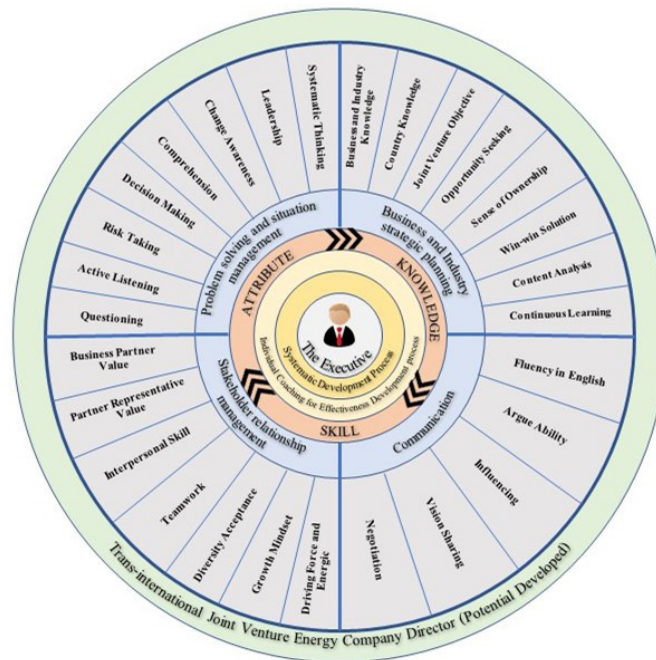 Systematic Thinking
Leadership
Change Awareness
Comprehension
Decision Making
Risk Taking
Active Listening
Questioning
Business and Industry
Knowledge
Country Knowledge
Joint Venture Objective
Opportunity Seeking
Sense of Ownership
Win-win Solution
Content Analysis
Continuous Learning
Problem solving and situation
management
Business and Industry
strategic planning
ATTRIBUTE
KNOWLEDGE
The Executive
Systematic Development Process
Individual Coaching for Effectiveness Development process
SKILL
Stakeholder relationship
management
Communication
Business Partner
Value
Partner Representative
Value
Interpersonal Skill
Teamwork
Diversity Acceptance
Growth Mindset
Driving Force and
Energic
Fluency in English
Argue Ability
Influencing
Vision Sharing
Negotiation
Trans-international Joint Venture Energy Company Director (Potential Developed)